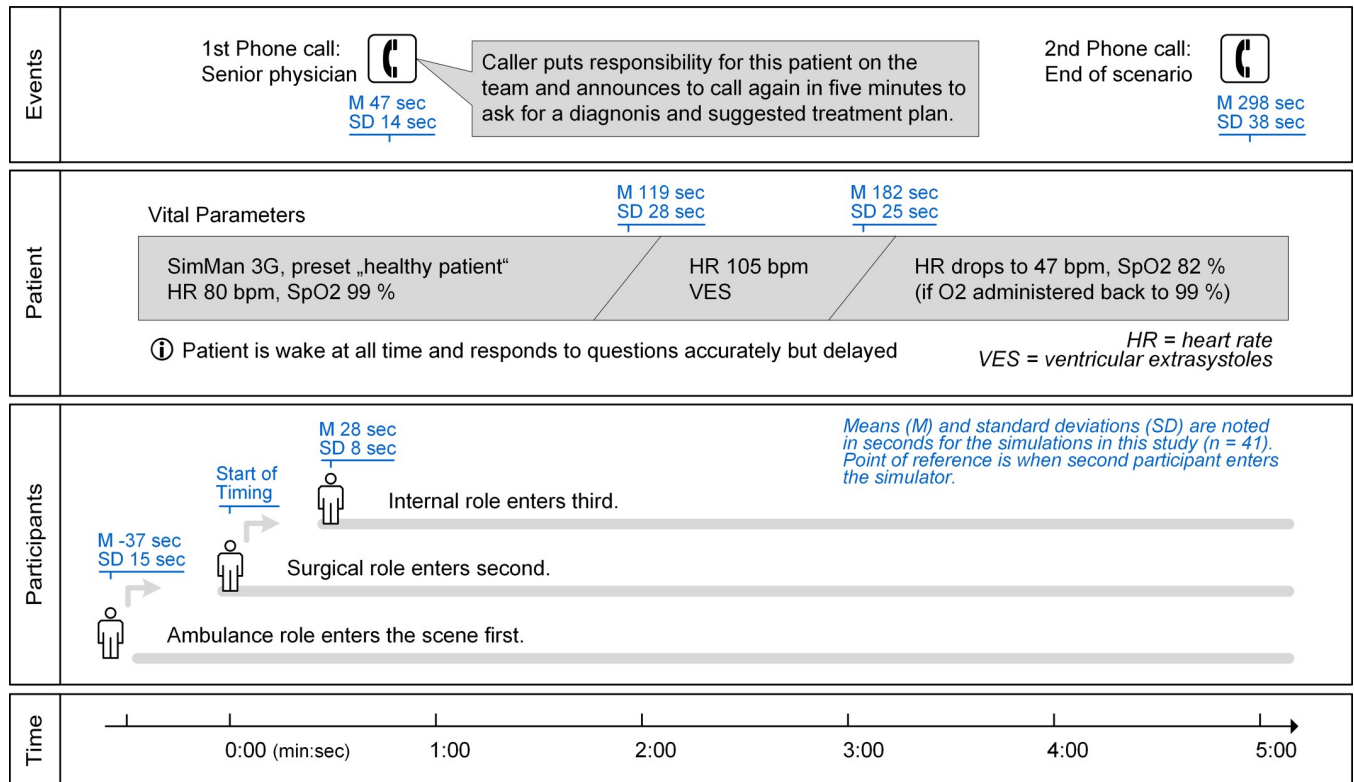 Events
1st Phone call:
Senior physician
M 47 sec
SD 14 sec
Caller puts responsibility for this patient on the
team and announces to call again in five minutes to
ask for a diagnonis and suggested treatment plan.
2nd Phone call:
End of scenario
M 298 sec
SD 38 sec
Patient
Vital Parameters
M 119 sec
SD 28 sec
M 182 sec
SD 25 sec
SimMan 3G, preset „healthy patient“
HR 80 bpm, SpO2 99 %
HR 105 bpm
VES
HR drops to 47 bpm, SpO2 82 %
(if O2 administered back to 99 %)
Patient is wake at all time and responds to questions accurately but delayed
HR = heart rate
VES = ventricular extrasystoles
Participants
M 28 sec
SD 8 sec
Means (M) and standard deviations (SD) are noted
in seconds for the simulations in this study (n = 41).
Point of reference is when second participant enters
the simulator.
Start of
Timing
Internal role enters third.
M -37 sec
SD 15 sec
Surgical role enters second.
Ambulance role enters the scene first.
Time
0:00 (min:sec)
1:00
2:00
3:00
4:00
5:00